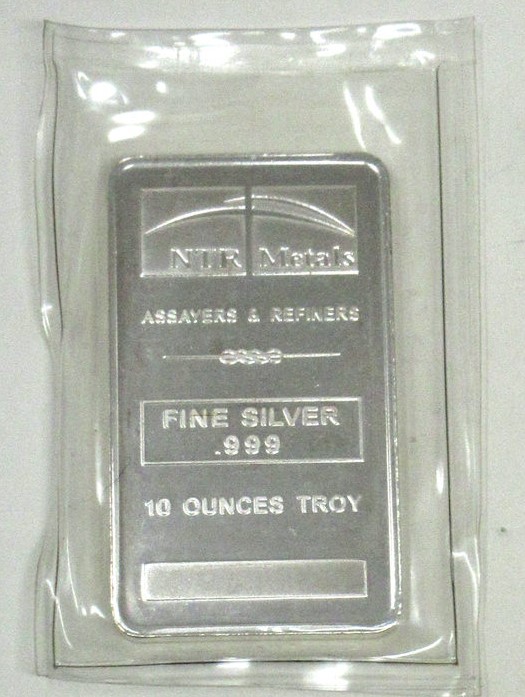 NTR Metals
ASSAYERS & REFINERS
FINE SILVER
.999
10 OUNCES TROY